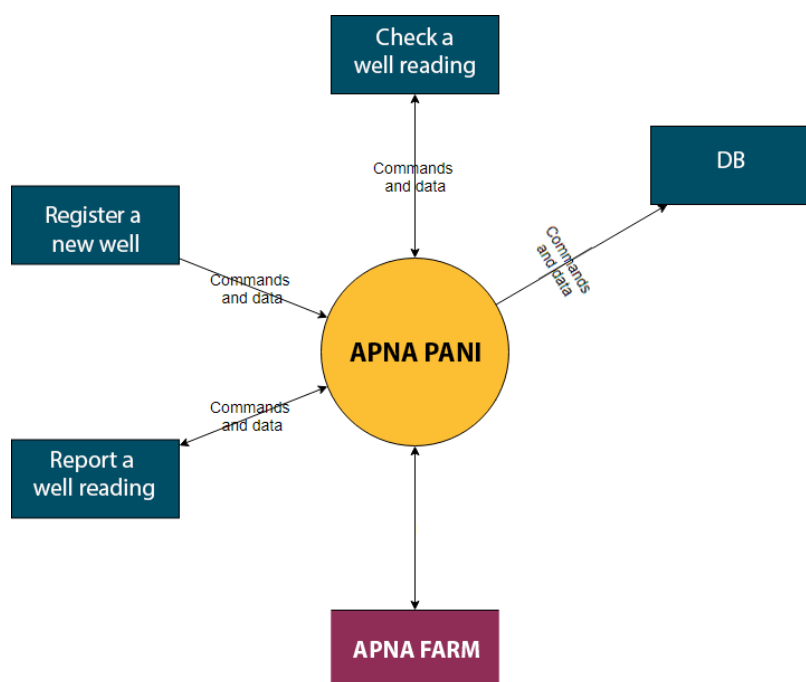 Check a
well reading
Commands
and data
DB
Register a
new well
Commands
and data
Commands
and data
APNA PANI
Commands
and data
Report a
well reading
APNA FARM